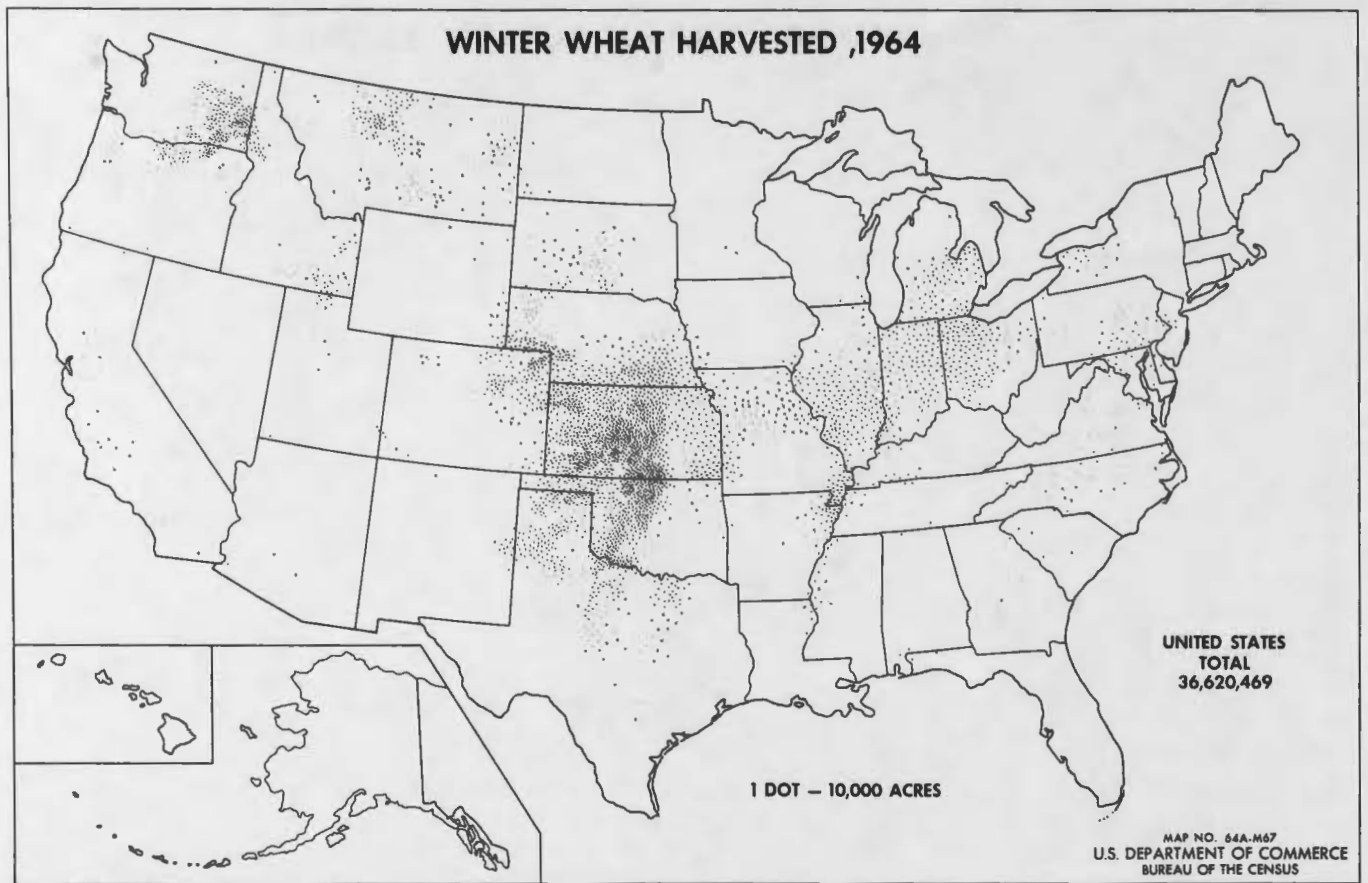 WINTER WHEAT HARVESTED ,1964
UNITED STATES
TOTAL
36,620,469
1 DOT — 10,000 ACRES
MAP NO. 64A-M67
U.S. DEPARTMENT OF COMMERCE
BUREAU OF THE CENSUS